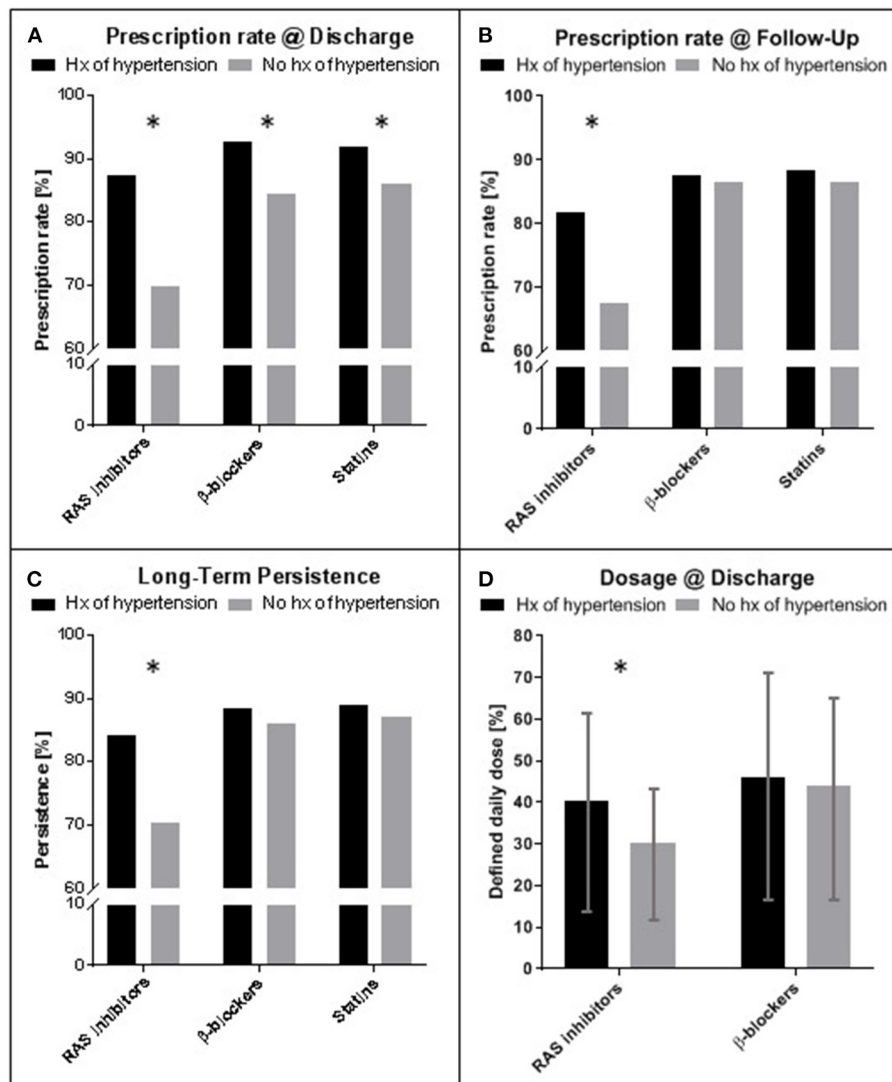 A
Prescription rate @ Discharge
Hx of hypertension No hx of hypertension
Prescription rate [%]
100
90
80
70
60
10
0
* * *
RAS inhibitors
β-blockers
Statins
B
Prescription rate @ Follow-Up
Hx of hypertension No hx of hypertension
Prescription rate [%]
100
90
80
70
60
10
0
*
RAS inhibitors
β-blockers
Statins
C
Long-Term Persistence
Hx of hypertension No hx of hypertension
Persistence [%]
100
90
80
70
60
10
0
*
RAS inhibitors
β-blockers
Statins
D
Dosage @ Discharge
Hx of hypertension No hx of hypertension
Defined daily dose [%]
80
70
60
50
40
30
20
10
0
*
RAS inhibitors
β-blockers